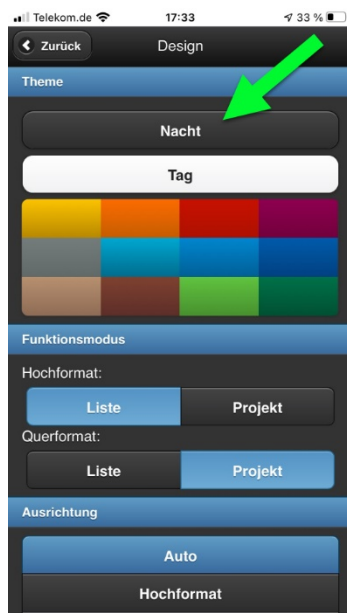 Telekom.de 17:33 33 %
Zurück Design
Theme
Nacht
Tag
Funktionsmodus
Hochformat:
Liste Projekt
Querformat:
Liste Projekt
Ausrichtung
Auto
Hochformat